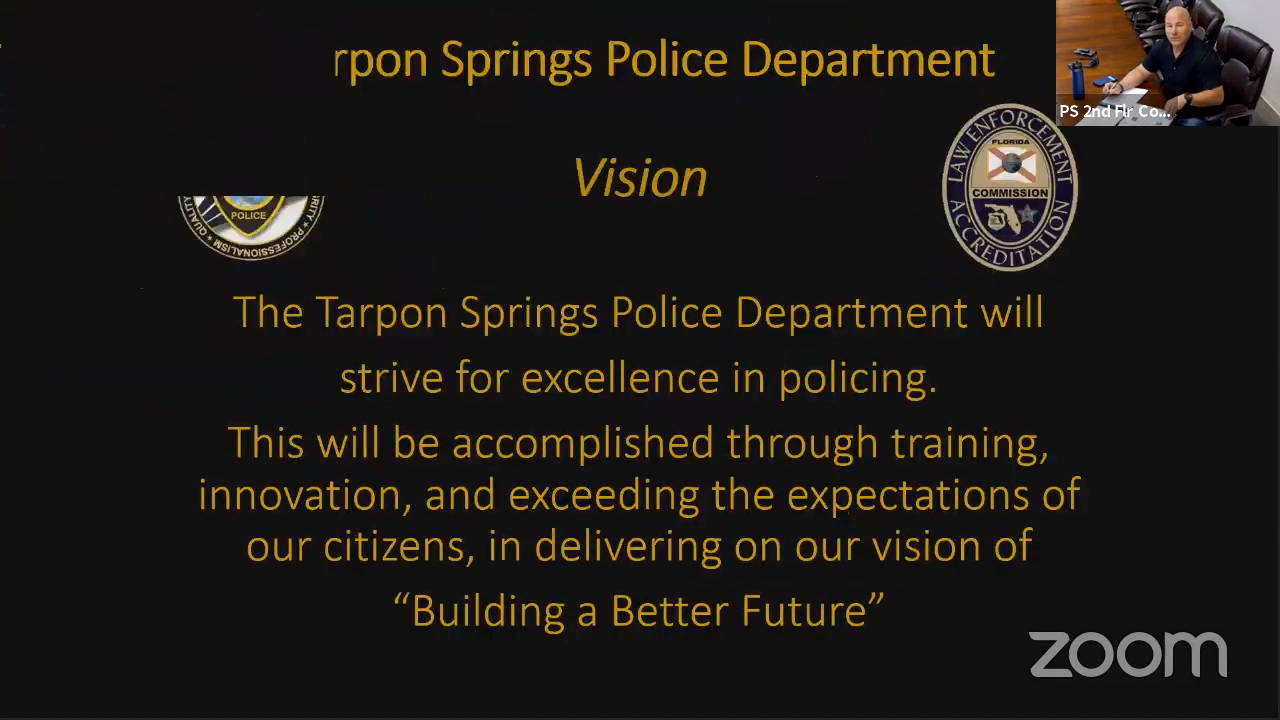 rpon Springs Police Department
PS 2nd Flr Co...
Vision
LAW ENFORCEMENT
FLORIDA
COMMISSION
ACCREDITATION
POLICE
QUALITY ★ PROFESSIONALISM ★
The Tarpon Springs Police Department will
strive for excellence in policing.
This will be accomplished through training,
innovation, and exceeding the expectations of
our citizens, in delivering on our vision of
“Building a Better Future”
zoom